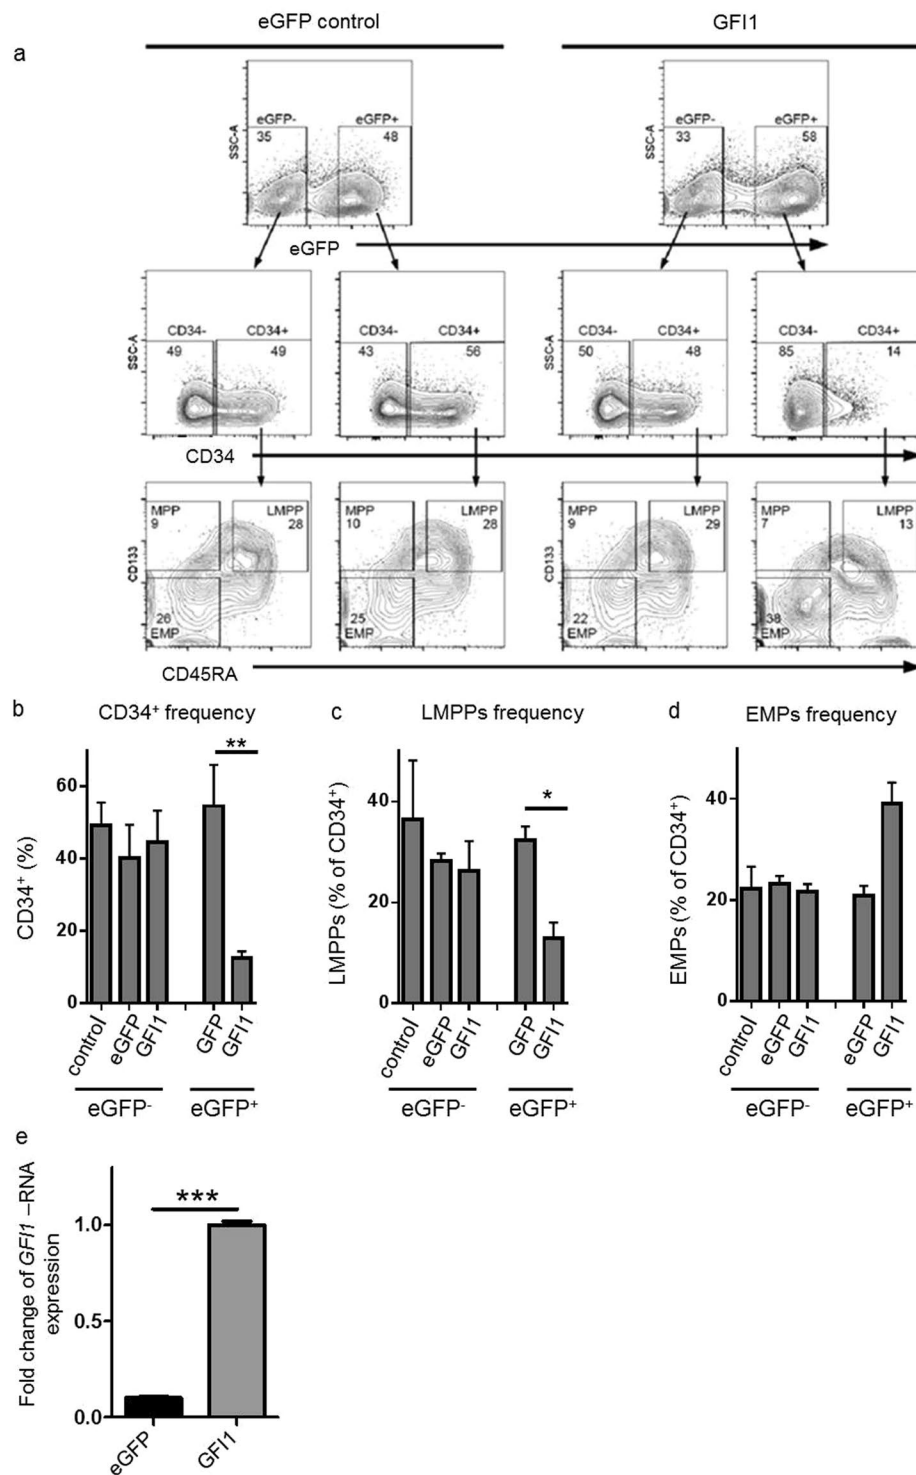 eGFP control GFI1
a
eGFP- eGFP+ eGFP- eGFP+
35 48 33 58
SSC-A SSC-A
eGFP
CD34- CD34+ CD34- CD34+ CD34- CD34+ CD34- CD34+
49 49 43 56 50 48 85 14
SSC-A SSC-A
CD34
MPP LMPP MPP LMPP MPP LMPP MPP LMPP
9 28 10 28 9 29 7 13
CD133 CD133
26 25 22 38
EMP EMP EMP EMP
CD45RA
b CD34⁺ frequency
**
60
40
20
0
CD34⁺ (%)
control eGFP GFI1 GFP GFI1
eGFP⁻ eGFP⁺
c LMPPs frequency
*
40
20
0
LMPPs (% of CD34⁺)
control eGFP GFI1 GFP GFI1
eGFP⁻ eGFP⁺
d EMPs frequency
40
20
0
EMPs (% of CD34⁺)
control eGFP GFI1 eGFP GFI1
eGFP⁻ eGFP⁺
e
***
1.0
0.5
0.0
Fold change of GFI1 –RNA
expression
eGFP GFI1